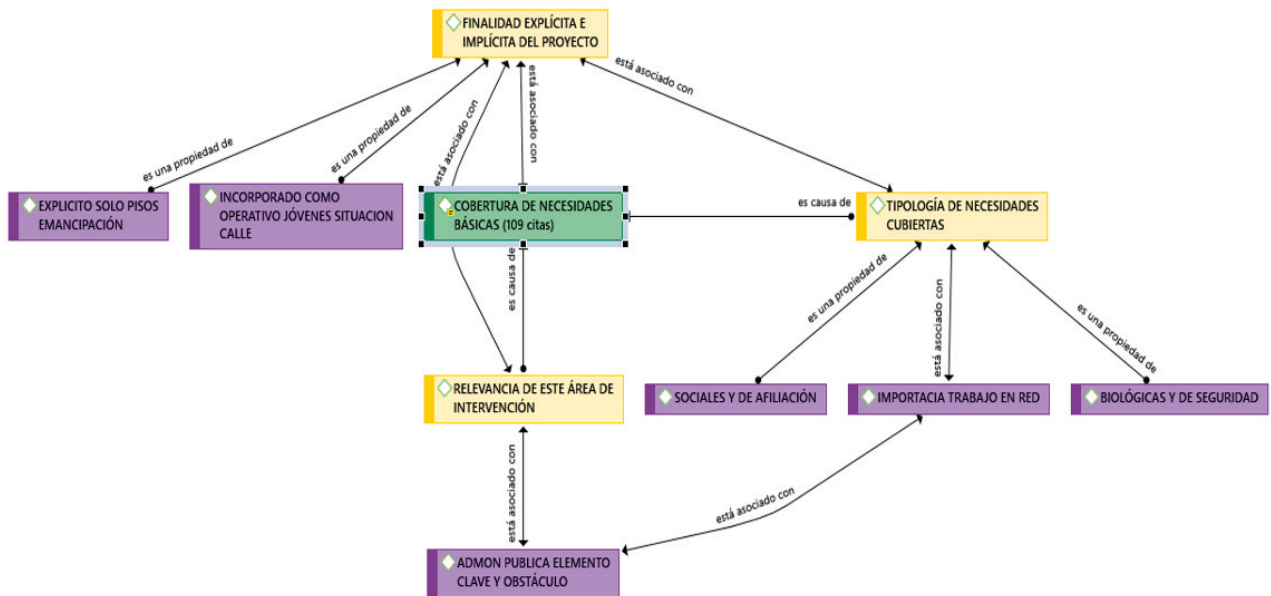 FINALIDAD EXPLÍCITA E
IMPLÍCITA DEL PROYECTO
está asociado con
está asociado con
está asociado con
es una propiedad de
es una propiedad de
EXPLICITO SOLO PISOS
EMANCIPACIÓN
INCORPORADO COMO
OPERATIVO JÓVENES SITUACION
CALLE
COBERTURA DE NECESIDADES
BÁSICAS (109 citas)
es causa de
TIPOLOGÍA DE NECESIDADES
CUBIERTAS
es causa de
es una propiedad de
está asociado con
es una propiedad de
RELEVANCIA DE ESTE ÁREA DE
INTERVENCIÓN
SOCIALES Y DE AFILIACIÓN
IMPORTACIA TRABAJO EN RED
BIOLÓGICAS Y DE SEGURIDAD
está asociado con
está asociado con
ADMON PUBLICA ELEMENTO
CLAVE Y OBSTÁCULO